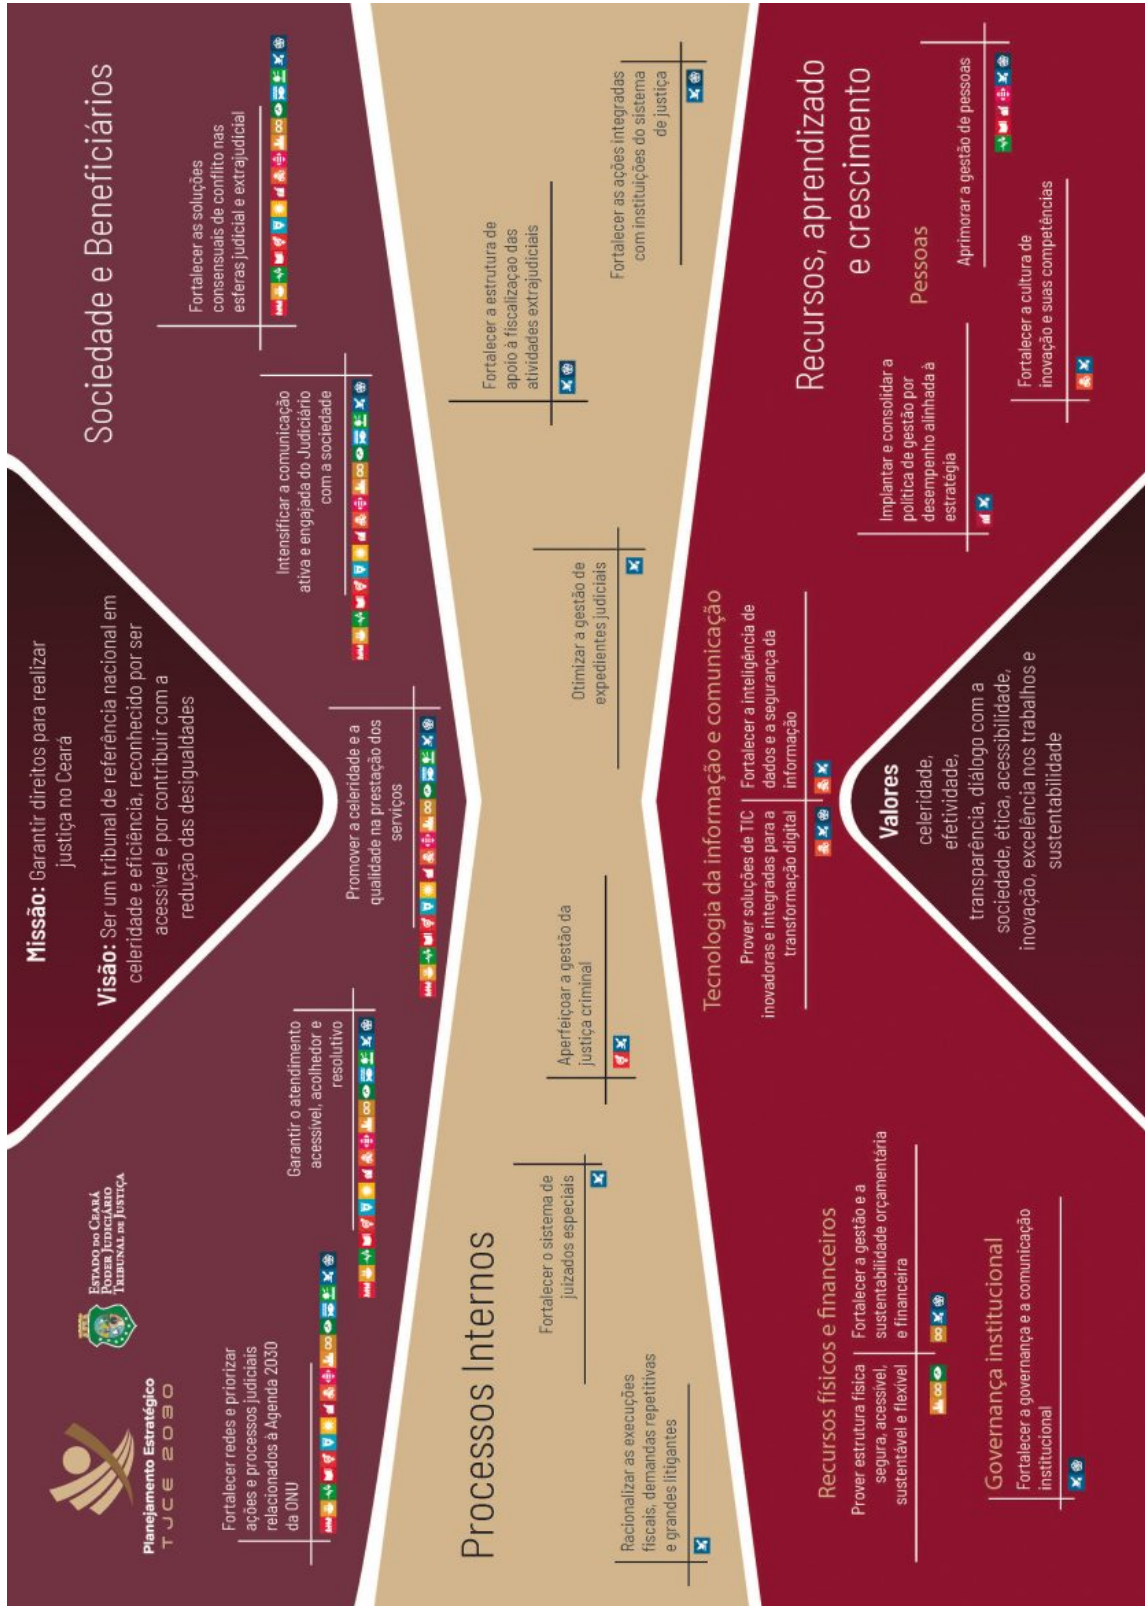 Planejamento Estratégico
TJCE 2030
ESTADO DO CEARÁ
PODER JUDICIÁRIO
TRIBUNAL DE JUSTIÇA
Missão: Garantir direitos para realizar
justiça no Ceará
Visão: Ser um tribunal de referência nacional em
celeridade e eficiência, reconhecido por ser
acessível e por contribuir com a
redução das desigualdades
Sociedade e Beneficiários
Fortalecer redes e priorizar
ações e processos judiciais
relacionados à Agenda 2030
da ONU
Garantir o atendimento
acessível, acolhedor e
resolutivo
Promover a celeridade e a
qualidade na prestação dos
serviços
Intensificar a comunicação
ativa e engajada do Judiciário
com a sociedade
Fortalecer as soluções
consensuais de conflito nas
esferas judicial e extrajudicial
Processos Internos
Racionalizar as execuções
fiscais, demandas repetitivas
e grandes litigantes
Fortalecer o sistema de
juizados especiais
Aperfeiçoar a gestão da
justiça criminal
Otimizar a gestão de
expedientes judiciais
Fortalecer a estrutura de
apoio à fiscalização das
atividades extrajudiciais
Fortalecer as ações integradas
com instituições do sistema
de justiça
Recursos, aprendizado
e crescimento
Recursos físicos e financeiros
Prover estrutura física
segura, acessível,
sustentável e flexível
Fortalecer a gestão e a
sustentabilidade orçamentária
e financeira
Governança institucional
Fortalecer a governança e a comunicação
institucional
Tecnologia da informação e comunicação
Prover soluções de TIC
inovadoras e integradas para a
transformação digital
Fortalecer a inteligência de
dados e a segurança da
informação
Pessoas
Implantar e consolidar a
política de gestão por
desempenho alinhada à
estratégia
Aprimorar a gestão de pessoas
Fortalecer a cultura de
inovação e suas competências
Valores
celeridade,
efetividade,
transparência, diálogo com a
sociedade, ética, acessibilidade,
inovação, excelência nos trabalhos e
sustentabilidade